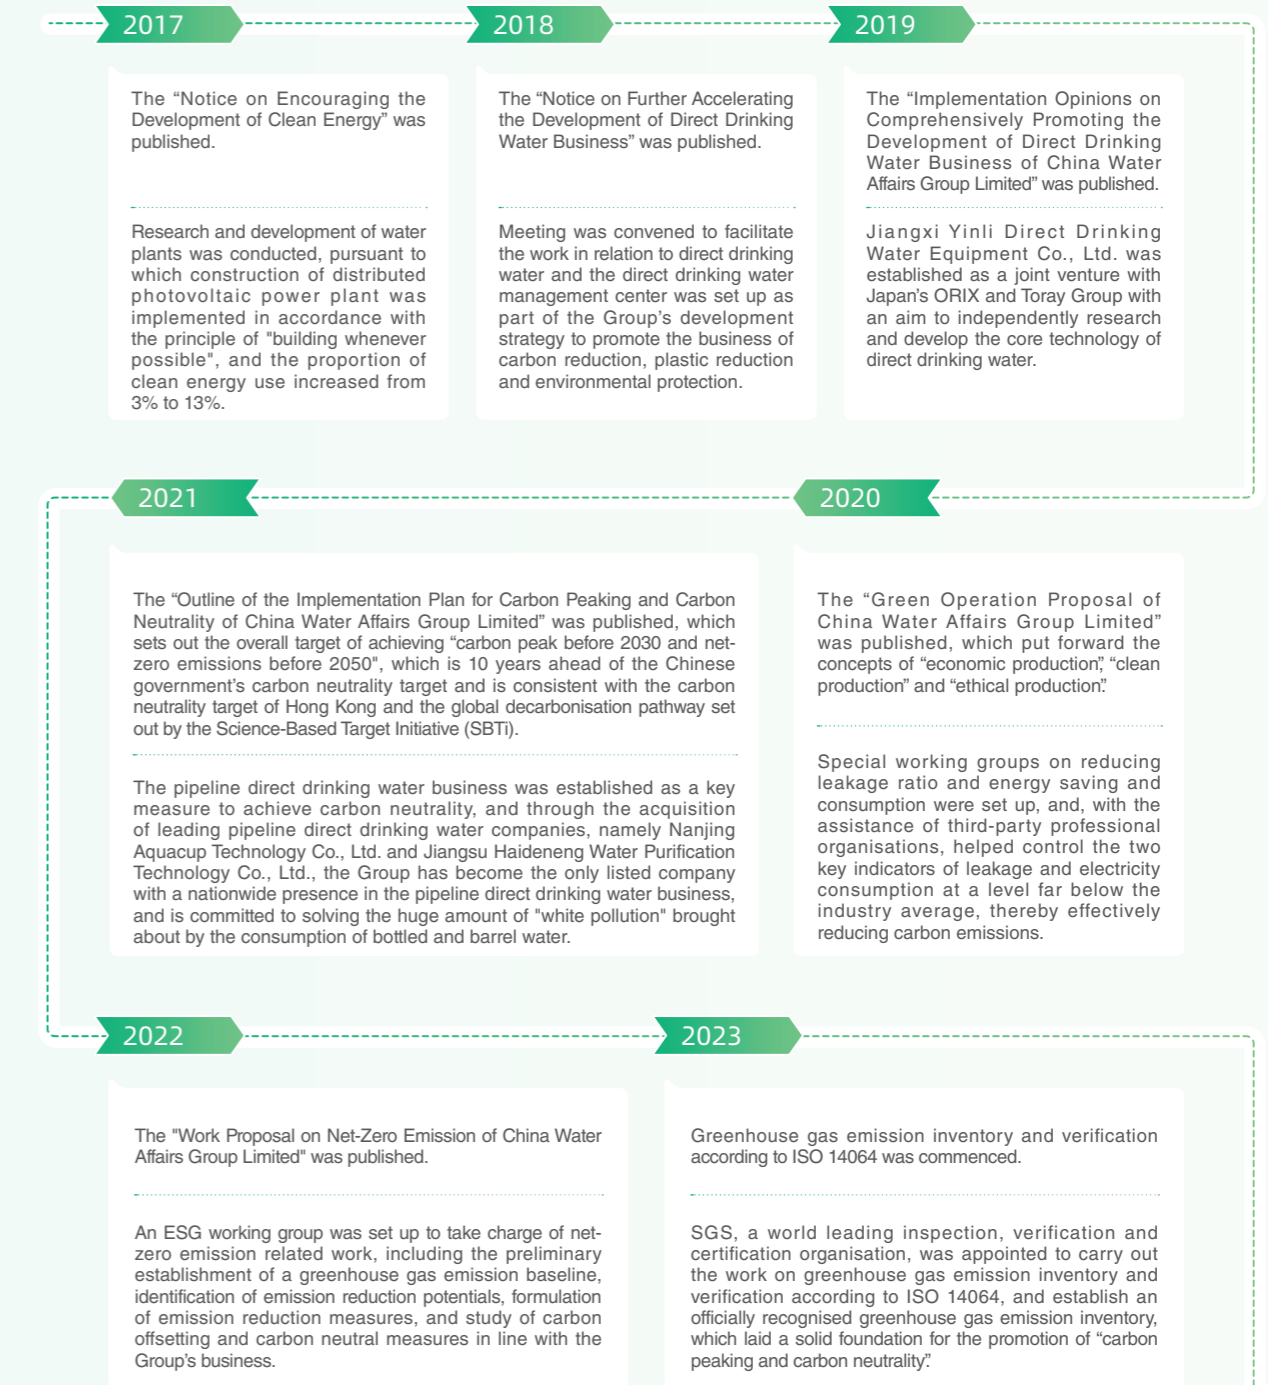 2017
The “Notice on Encouraging the
Development of Clean Energy” was
published.
Research and development of water
plants was conducted, pursuant to
which construction of distributed
photovoltaic power plant was
implemented in accordance with
the principle of "building whenever
possible", and the proportion of
clean energy use increased from
3% to 13%.
2018
The “Notice on Further Accelerating
the Development of Direct Drinking
Water Business” was published.
Meeting was convened to facilitate
the work in relation to direct drinking
water and the direct drinking water
management center was set up as
part of the Group’s development
strategy to promote the business of
carbon reduction, plastic reduction
and environmental protection.
2019
The “Implementation Opinions on
Comprehensively Promoting the
Development of Direct Drinking
Water Business of China Water
Affairs Group Limited” was published.
Jiangxi Yinli Direct Drinking
Water Equipment Co., Ltd. was
established as a joint venture with
Japan’s ORIX and Toray Group with
an aim to independently research
and develop the core technology of
direct drinking water.
2020
The “Green Operation Proposal of
China Water Affairs Group Limited”
was published, which put forward the
concepts of “economic production”, “clean
production” and “ethical production”.
Special working groups on reducing
leakage ratio and energy saving and
consumption were set up, and, with the
assistance of third-party professional
organisations, helped control the two
key indicators of leakage and electricity
consumption at a level far below the
industry average, thereby effectively
reducing carbon emissions.
2021
The “Outline of the Implementation Plan for Carbon Peaking and Carbon
Neutrality of China Water Affairs Group Limited” was published, which
sets out the overall target of achieving “carbon peak before 2030 and net-
zero emissions before 2050", which is 10 years ahead of the Chinese
government’s carbon neutrality target and is consistent with the carbon
neutrality target of Hong Kong and the global decarbonisation pathway set
out by the Science-Based Target Initiative (SBTi).
The pipeline direct drinking water business was established as a key
measure to achieve carbon neutrality, and through the acquisition
of leading pipeline direct drinking water companies, namely Nanjing
Aquacup Technology Co., Ltd. and Jiangsu Haideneng Water Purification
Technology Co., Ltd., the Group has become the only listed company
with a nationwide presence in the pipeline direct drinking water business,
and is committed to solving the huge amount of "white pollution" brought
about by the consumption of bottled and barrel water.
2022
The "Work Proposal on Net-Zero Emission of China Water
Affairs Group Limited" was published.
An ESG working group was set up to take charge of net-
zero emission related work, including the preliminary
establishment of a greenhouse gas emission baseline,
identification of emission reduction potentials, formulation
of emission reduction measures, and study of carbon
offsetting and carbon neutral measures in line with the
Group’s business.
2023
Greenhouse gas emission inventory and verification
according to ISO 14064 was commenced.
SGS, a world leading inspection, verification and
certification organisation, was appointed to carry out
the work on greenhouse gas emission inventory and
verification according to ISO 14064, and establish an
officially recognised greenhouse gas emission inventory,
which laid a solid foundation for the promotion of “carbon
peaking and carbon neutrality”.